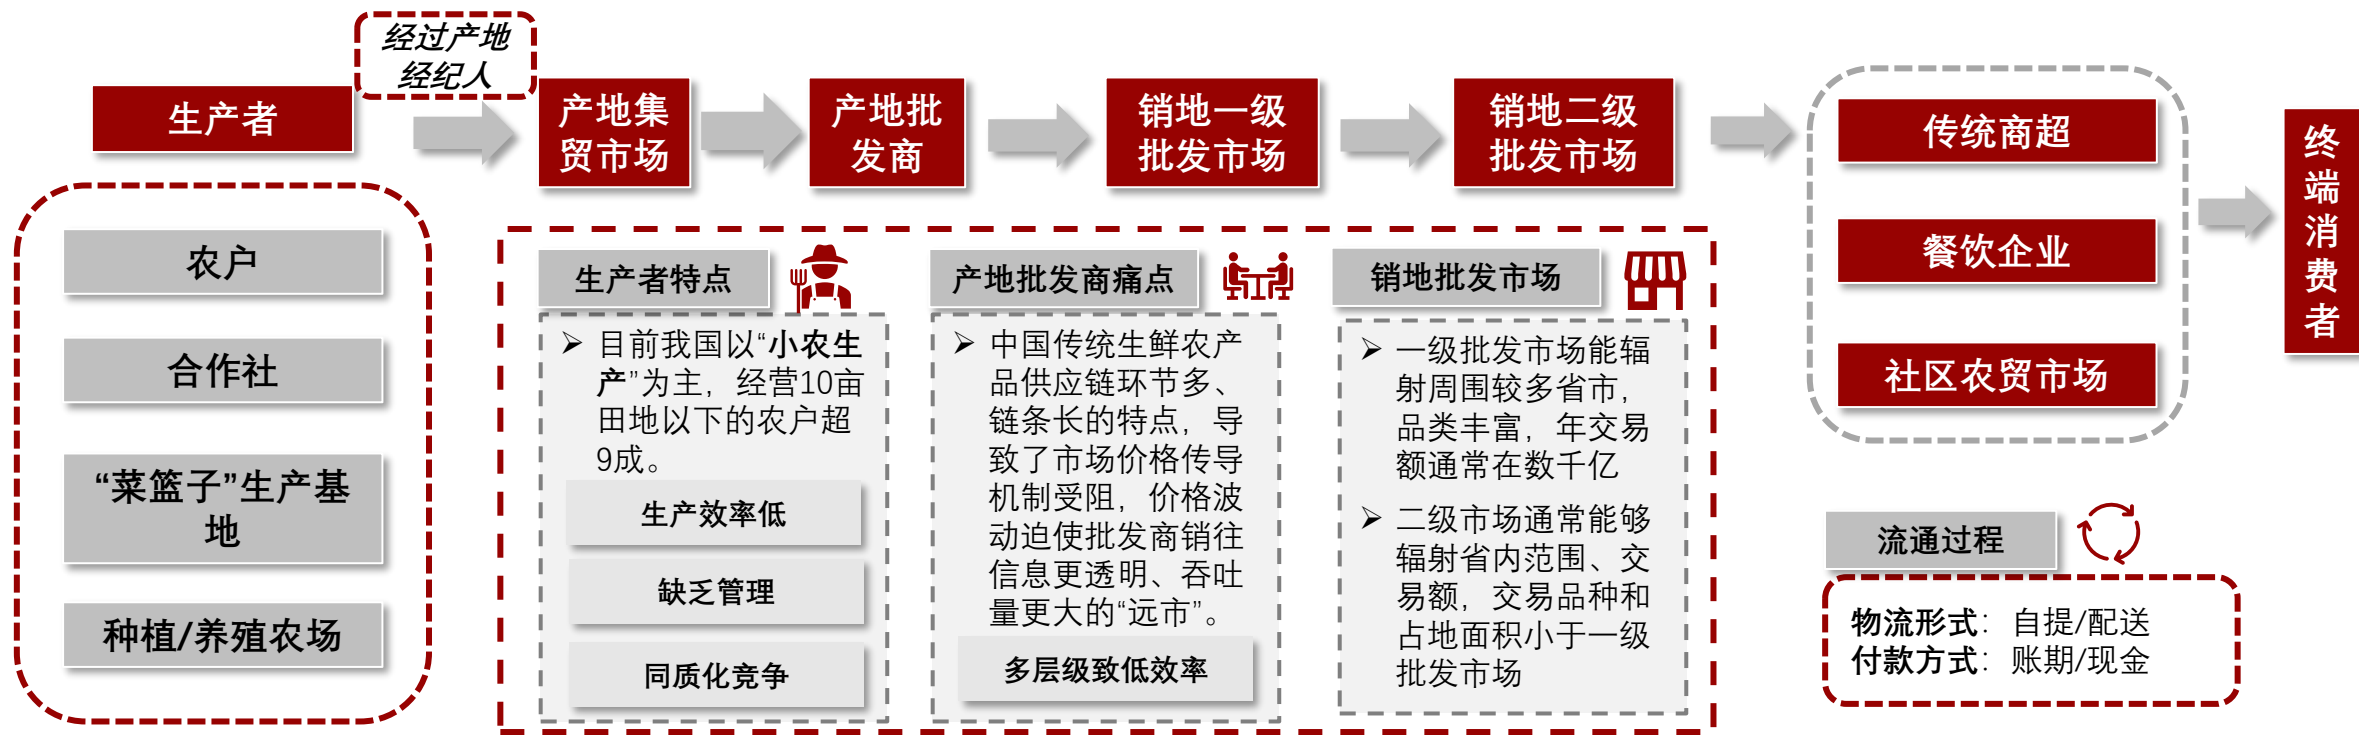 经过产地
经纪人
生产者
产地集
贸市场
产地批
发商
销地一级
批发市场
销地二级
批发市场
传统商超
餐饮企业
社区农贸市场
终
端
消
费
者
农户
合作社
“菜篮子”生产基
地
种植/养殖农场
生产者特点
➢ 目前我国以“小农生
产”为主，经营10亩
田地以下的农户超
9成。
生产效率低
缺乏管理
同质化竞争
产地批发商痛点
➢ 中国传统生鲜农产
品供应链环节多、
链条长的特点，导
致了市场价格传导
机制受阻，价格波
动迫使批发商销往
信息更透明、吞吐
量更大的“远市”。
多层级致低效率
销地批发市场
➢ 一级批发市场能辐
射周围较多省市，
品类丰富，年交易
额通常在数千亿
➢ 二级市场通常能够
辐射省内范围、交
易额，交易品种和
占地面积小于一级
批发市场
流通过程
物流形式：自提/配送
付款方式：账期/现金